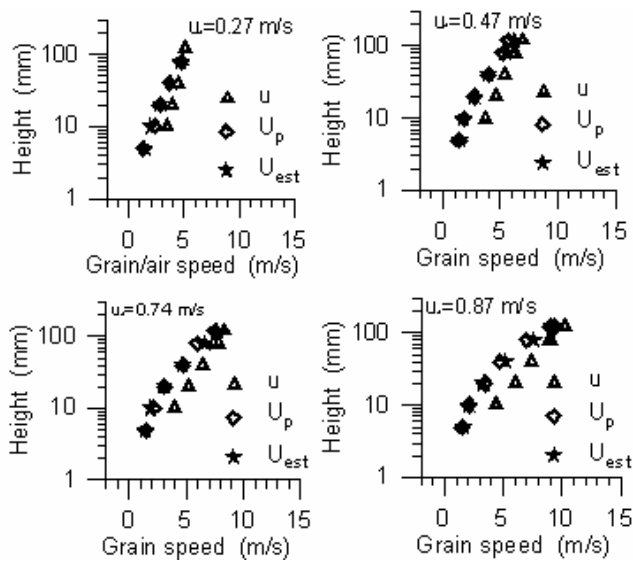 u*=0.27 m/s
Height (mm)
100
10
1
u
Up
Uest
0 5 10 15
Grain/air speed (m/s)
u*=0.47 m/s
Height (mm)
100
10
1
u
Up
Uest
0 5 10 15
Grain speed (m/s)
u*=0.74 m/s
Height (mm)
100
10
1
u
Up
Uest
0 5 10 15
Grain speed (m/s)
u*=0.87 m/s
Height (mm)
100
10
1
u
Up
Uest
0 5 10 15
Grain speed (m/s)